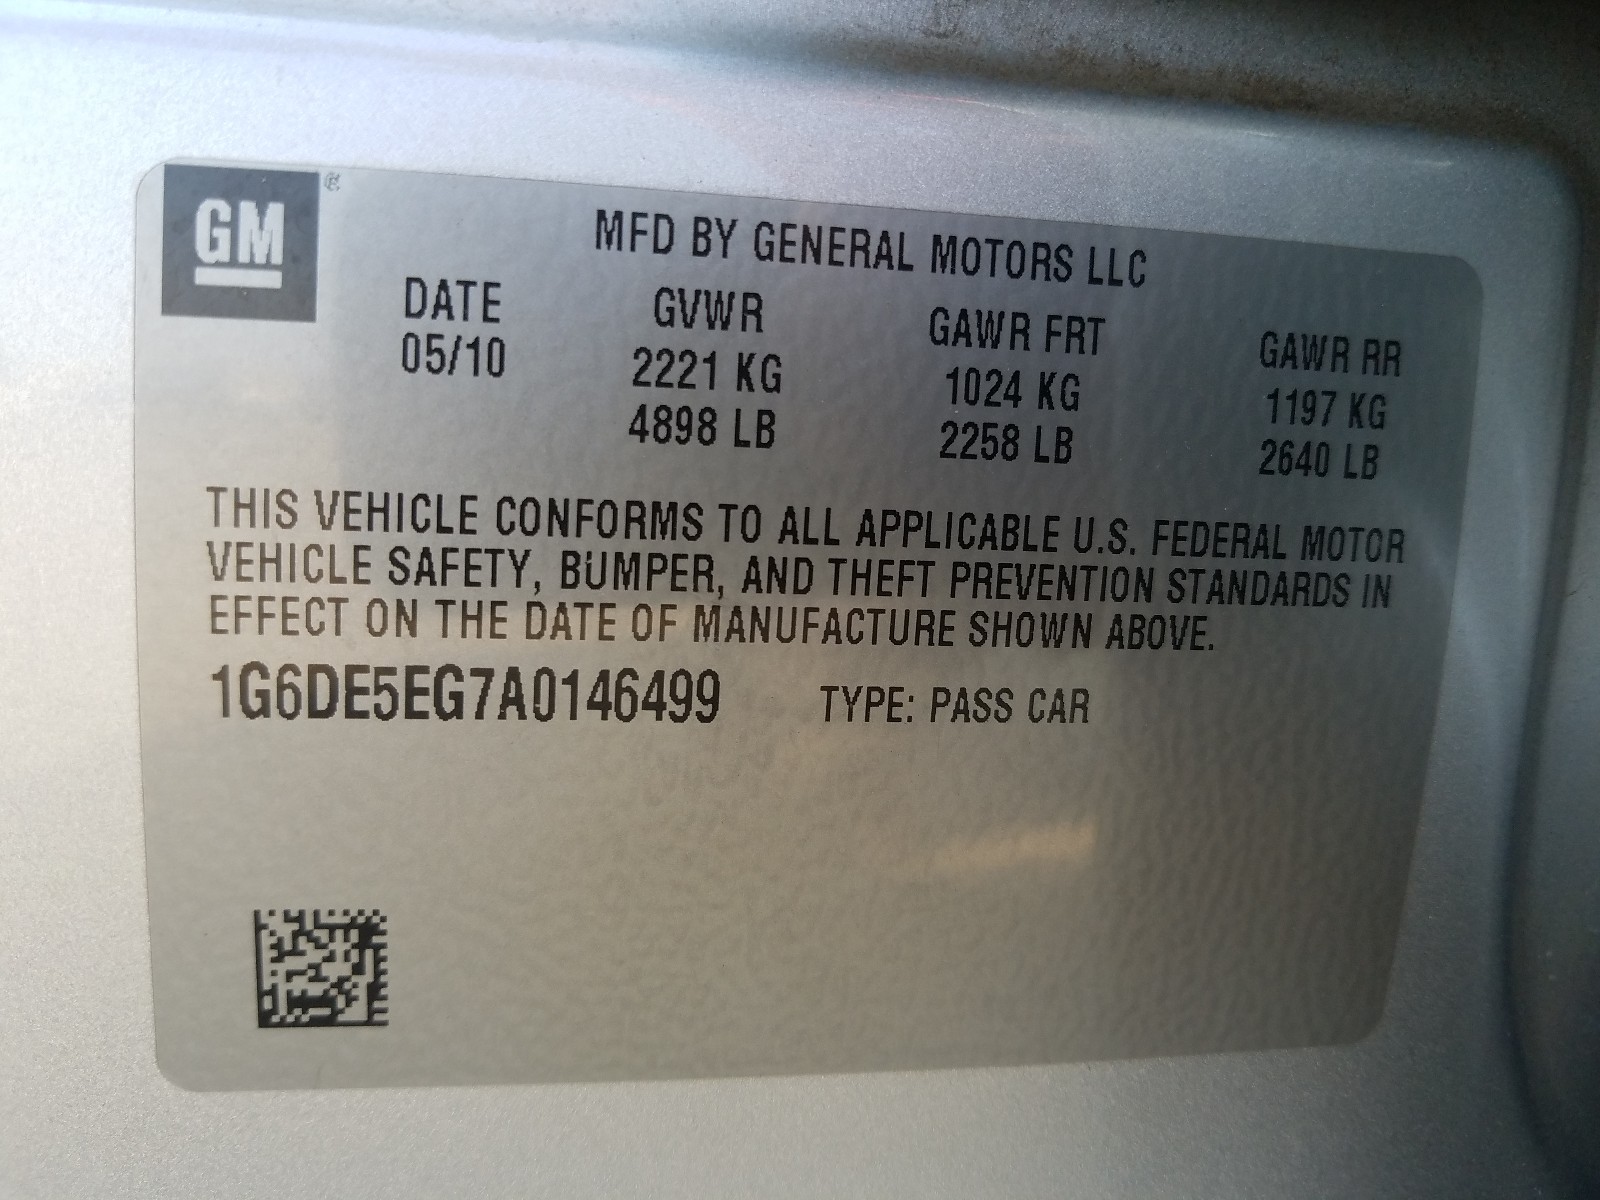 GM
MFD BY GENERAL MOTORS LLC
DATE GVWR GAWR FRT GAWR RR
05/10 2221 KG 1024 KG 1197 KG
4898 LB 2258 LB 2640 LB
THIS VEHICLE CONFORMS TO ALL APPLICABLE U.S. FEDERAL MOTOR
VEHICLE SAFETY, BUMPER, AND THEFT PREVENTION STANDARDS IN
EFFECT ON THE DATE OF MANUFACTURE SHOWN ABOVE.
1G6DE5EG7A0146499 TYPE: PASS CAR